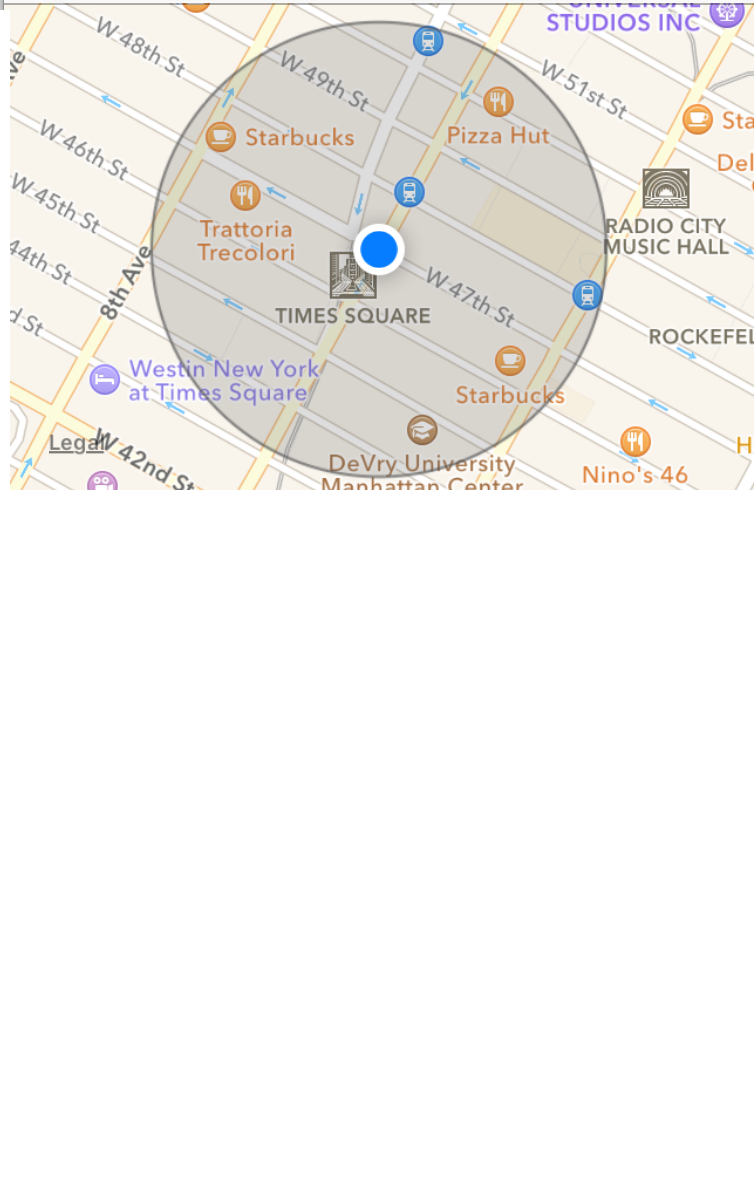 UNIVERSAL
STUDIOS INC
W 48th St
W 49th St
W 51st St
Starbucks
Pizza Hut
Sta
Del
W 46th St
W 45th St
44th St
d St
ve
8th Ave
Trattoria
Trecolori
RADIO CITY
MUSIC HALL
W 47th St
TIMES SQUARE
ROCKEFEL
Westin New York
at Times Square
Starbucks
Legal
W 42nd St
DeVry University
Manhattan Center
Nino's 46
H